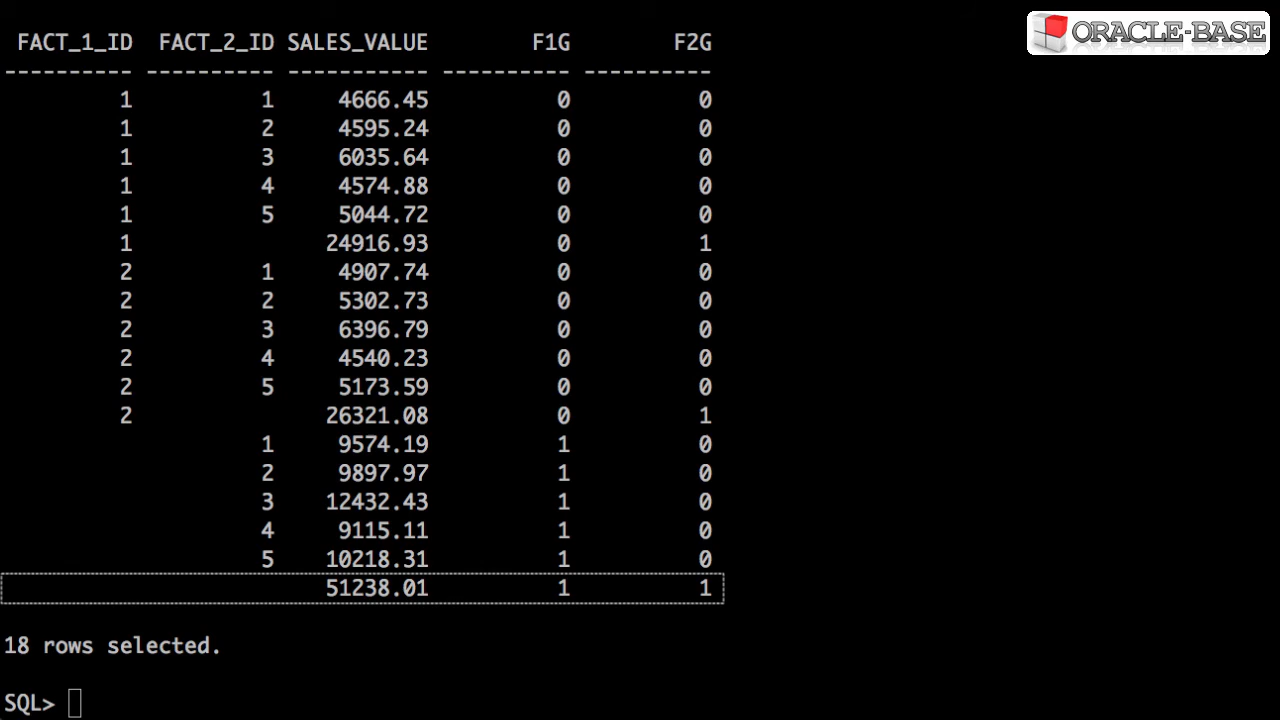 ORACLE-BASE
FACT_1_ID FACT_2_ID SALES_VALUE F1G F2G
---------- ---------- ----------- ---------- ----------
1 1 4666.45 0 0
1 2 4595.24 0 0
1 3 6035.64 0 0
1 4 4574.88 0 0
1 5 5044.72 0 0
1 24916.93 0 1
2 1 4907.74 0 0
2 2 5302.73 0 0
2 3 6396.79 0 0
2 4 4540.23 0 0
2 5 5173.59 0 0
2 26321.08 0 1
1 9574.19 1 0
2 9897.97 1 0
3 12432.43 1 0
4 9115.11 1 0
5 10218.31 1 0
51238.01 1 1
18 rows selected.
SQL>